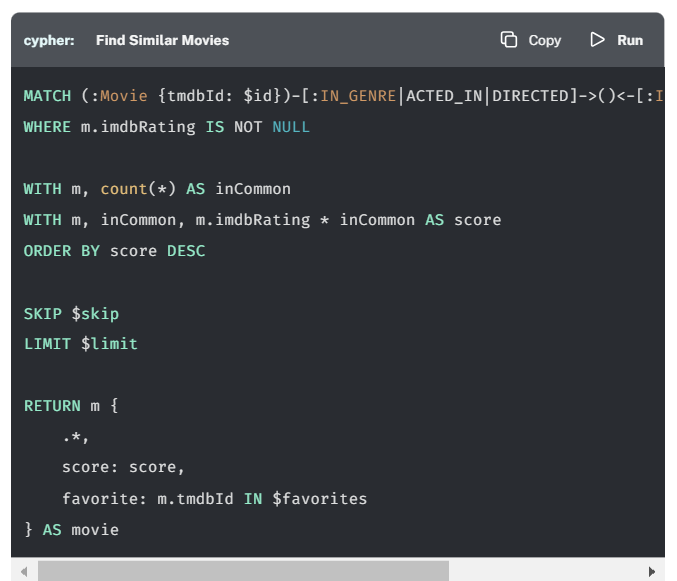 cypher: Find Similar Movies Copy Run
MATCH (:Movie {tmdbId: $id})-[:IN_GENRE|ACTED_IN|DIRECTED]->()<-[:I
WHERE m.imdbRating IS NOT NULL
WITH m, count(*) AS inCommon
WITH m, inCommon, m.imdbRating * inCommon AS score
ORDER BY score DESC
SKIP $skip
LIMIT $limit
RETURN m {
.*,
score: score,
favorite: m.tmdbId IN $favorites
} AS movie